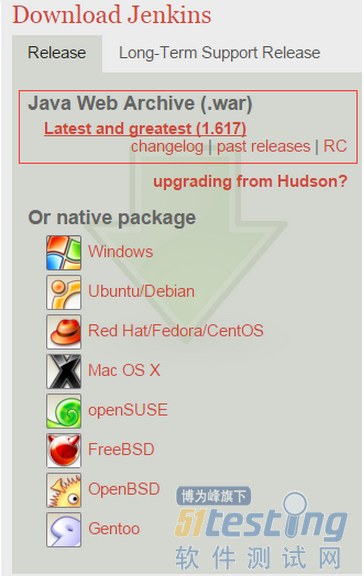 Download Jenkins
Release
Long-Term Support Release
Java Web Archive (.war)
Latest and greatest (1.617)
changelog | past releases | RC
upgrading from Hudson?
Or native package
Windows
Ubuntu/Debian
Red Hat/Fedora/CentOS
Mac OS X
openSUSE
FreeBSD
OpenBSD
Gentoo
博为峰旗下
51testing
软件测试网